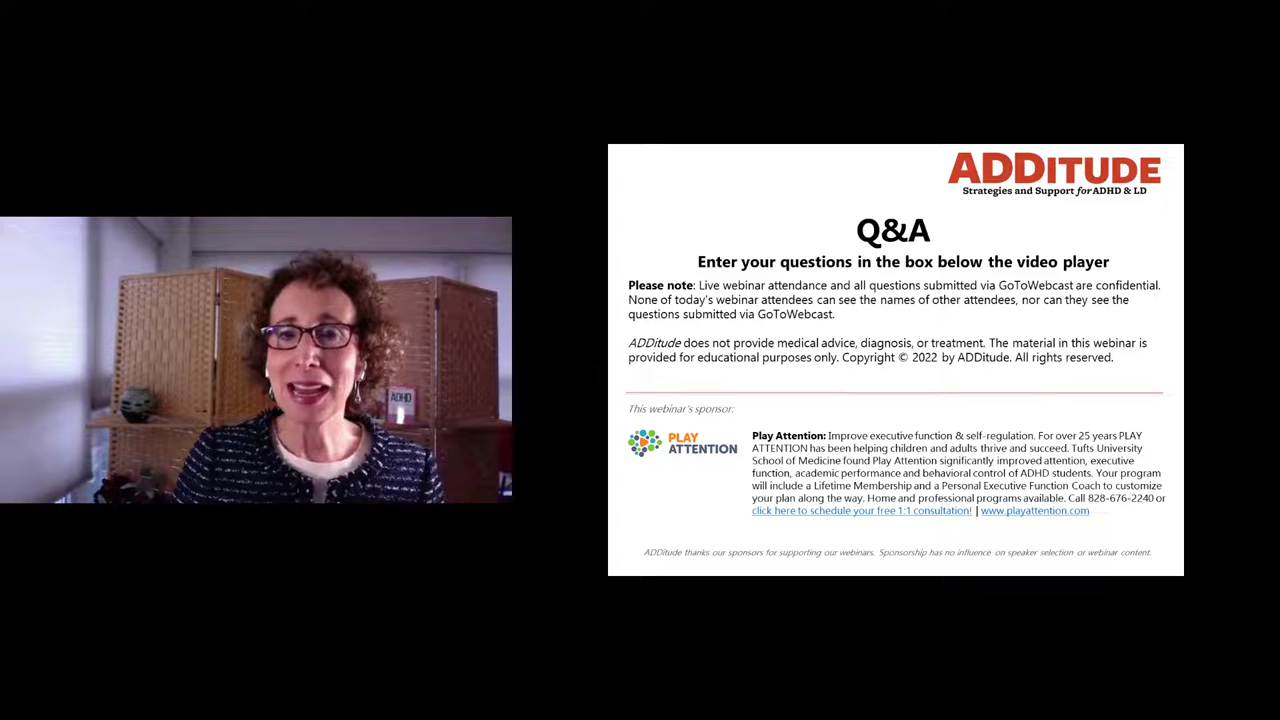 ADDITUDE
Strategies and Support for ADHD & LD
Q&A
Enter your questions in the box below the video player
Please note: Live webinar attendance and all questions submitted via GoToWebcast are confidential.
None of today's webinar attendees can see the names of other attendees, nor can they see the
questions submitted via GoToWebcast.
ADDitude does not provide medical advice, diagnosis, or treatment. The material in this webinar is
provided for educational purposes only. Copyright © 2022 by ADDitude. All rights reserved.
This webinar's sponsor:
PLAY
ATTENTION
Play Attention: Improve executive function & self-regulation. For over 25 years PLAY
ATTENTION has been helping children and adults thrive and succeed. Tufts University
School of Medicine found Play Attention significantly improved attention, executive
function, academic performance and behavioral control of ADHD students. Your program
will include a Lifetime Membership and a Personal Executive Function Coach to customize
your plan along the way. Home and professional programs available. Call 828-676-2240 or
click here to schedule your free 1:1 consultation! | www.playattention.com
ADDitude thanks our sponsors for supporting our webinars. Sponsorship has no influence on speaker selection or webinar content.
ADHD